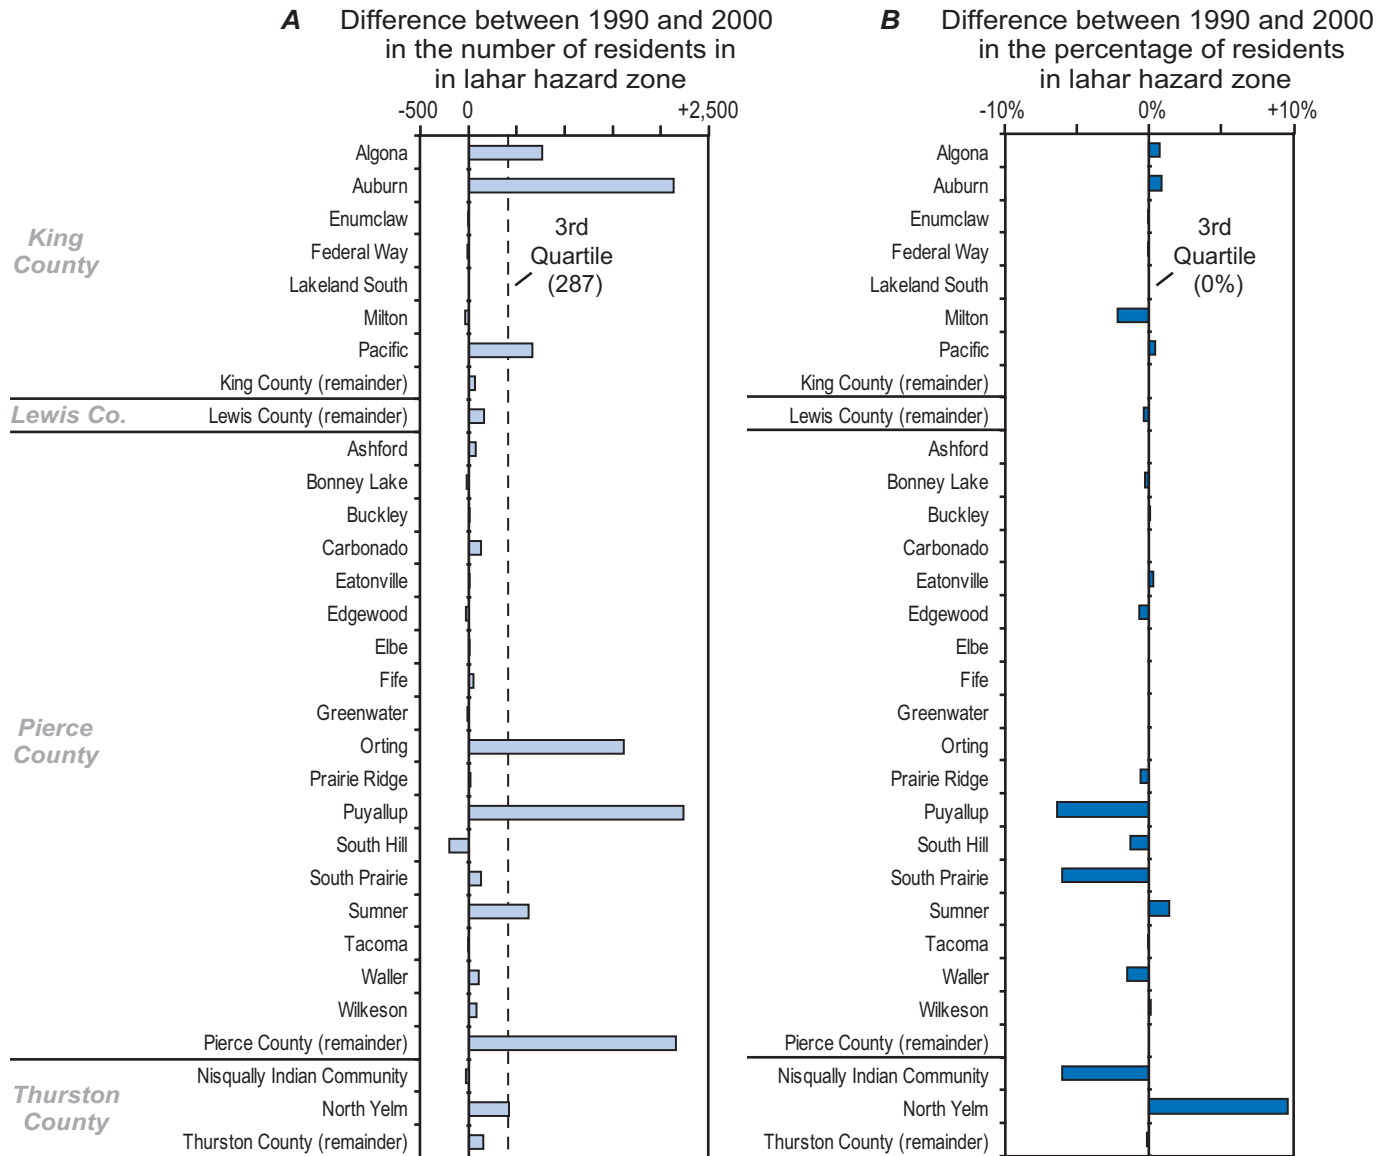 A Difference between 1990 and 2000
in the number of residents in
in lahar hazard zone
-500 0 +2,500
King
County
Algona
Auburn
Enumclaw
Federal Way
Lakeland South
Milton
Pacific
King County (remainder)
3rd
Quartile
(287)
Lewis Co.
Lewis County (remainder)
Pierce
County
Ashford
Bonney Lake
Buckley
Carbonado
Eatonville
Edgewood
Elbe
Fife
Greenwater
Orting
Prairie Ridge
Puyallup
South Hill
South Prairie
Sumner
Tacoma
Waller
Wilkeson
Pierce County (remainder)
Thurston
County
Nisqually Indian Community
North Yelm
Thurston County (remainder)
B Difference between 1990 and 2000
in the percentage of residents
in lahar hazard zone
-10% 0% +10%
Algona
Auburn
Enumclaw
Federal Way
Lakeland South
Milton
Pacific
King County (remainder)
3rd
Quartile
(0%)
Lewis County (remainder)
Ashford
Bonney Lake
Buckley
Carbonado
Eatonville
Edgewood
Elbe
Fife
Greenwater
Orting
Prairie Ridge
Puyallup
South Hill
South Prairie
Sumner
Tacoma
Waller
Wilkeson
Pierce County (remainder)
Nisqually Indian Community
North Yelm
Thurston County (remainder)